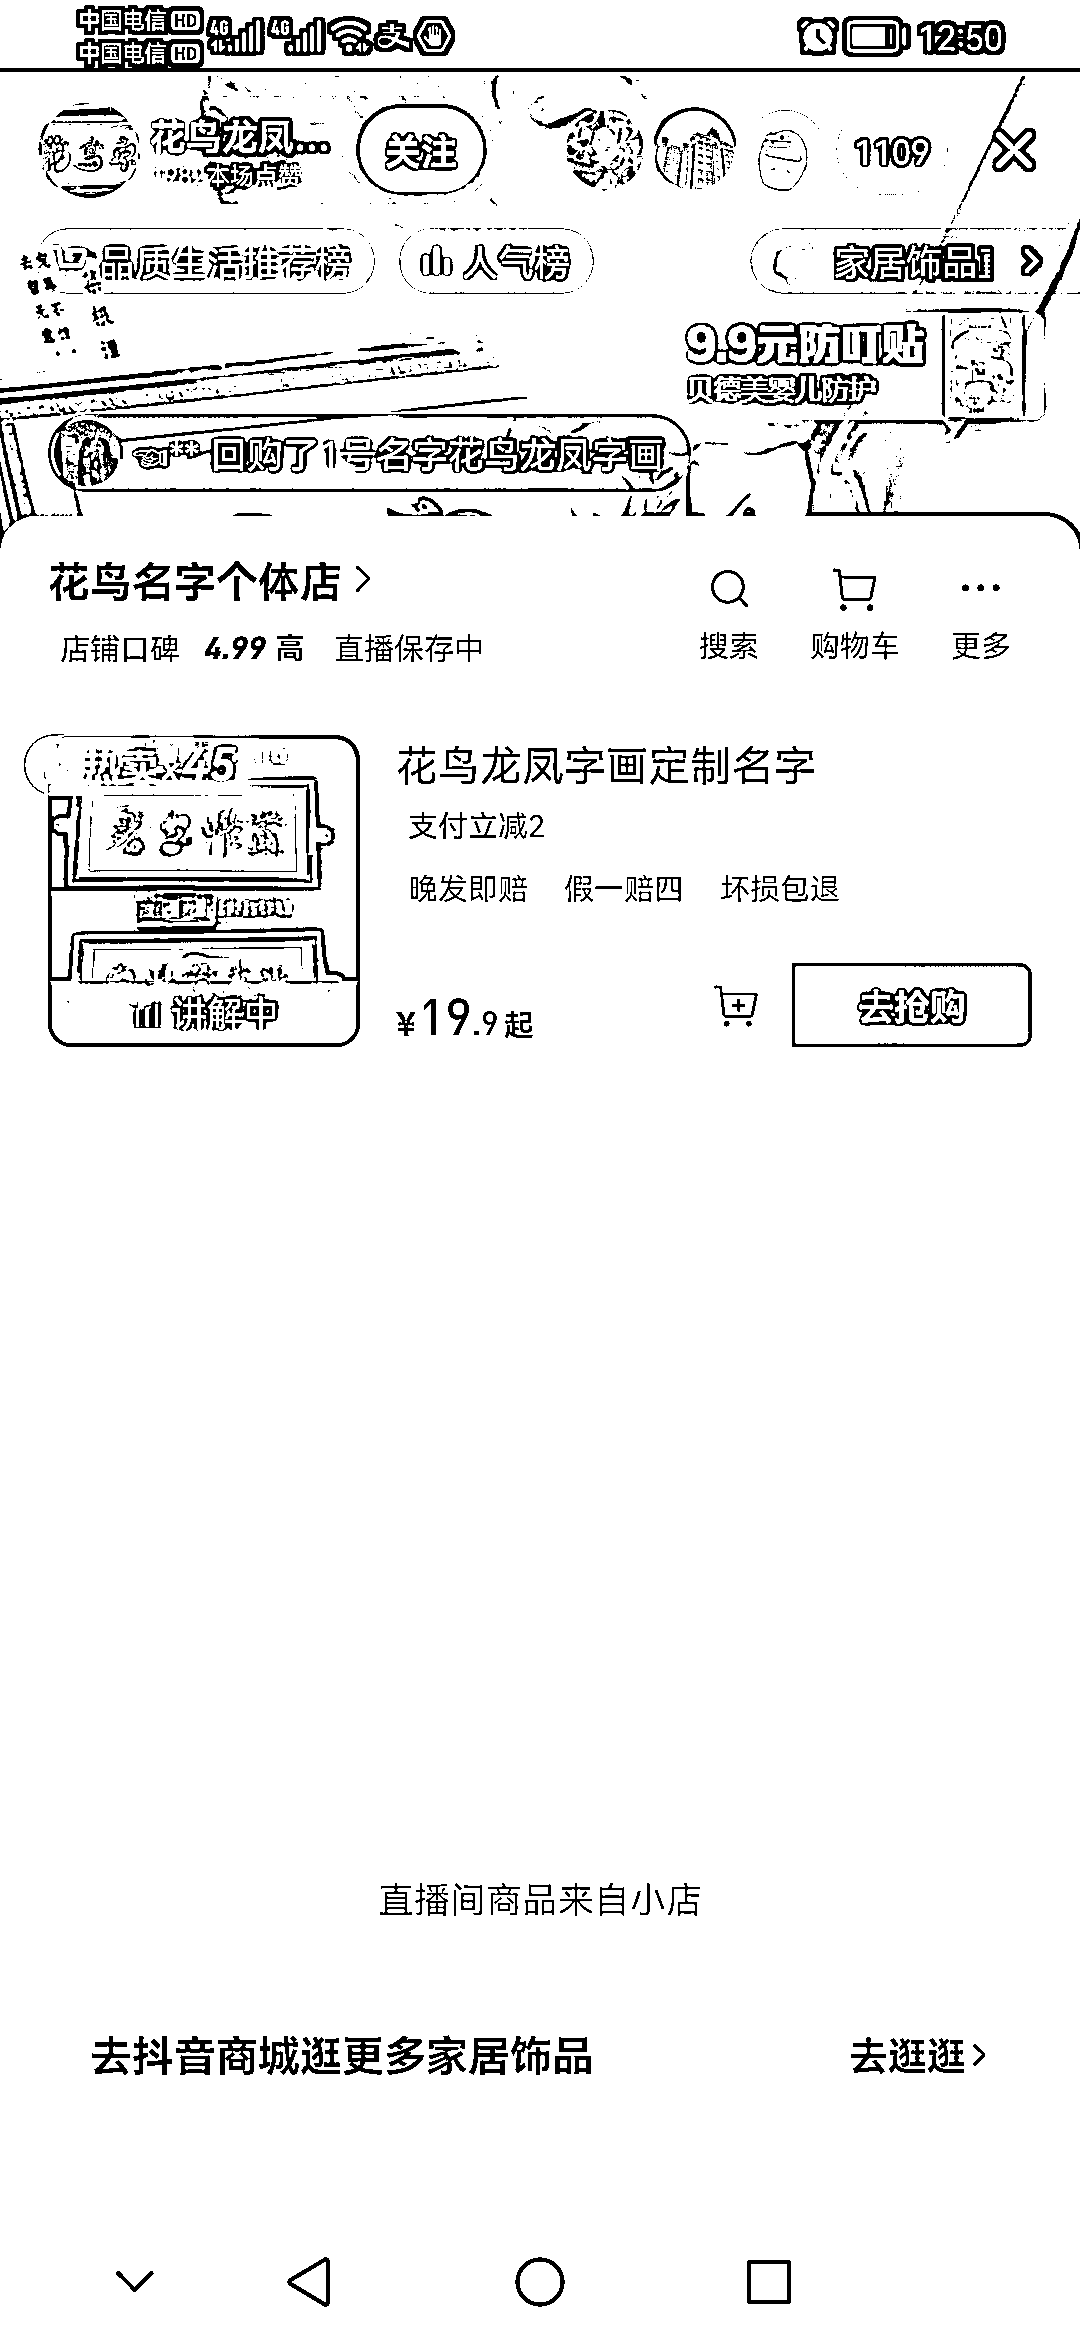 中国电信 HD 4G 4G 12:50
中国电信 HD
花鸟龙凤... 关注 1109
本场点赞
品质生活推荐榜 人气榜 家居饰品
9.9元防叮贴
贝德美婴儿防护
** 回购了1号名字花鸟龙凤字画
花鸟名字个体店
店铺口碑 4.99 高 直播保存中
搜索 购物车 更多
热卖x45
花鸟龙凤字画定制名字
支付立减2
晚发即赔 假一赔四 坏损包退
讲解中
¥19.9起 去抢购
直播间商品来自小店
去抖音商城逛更多家居饰品 去逛逛